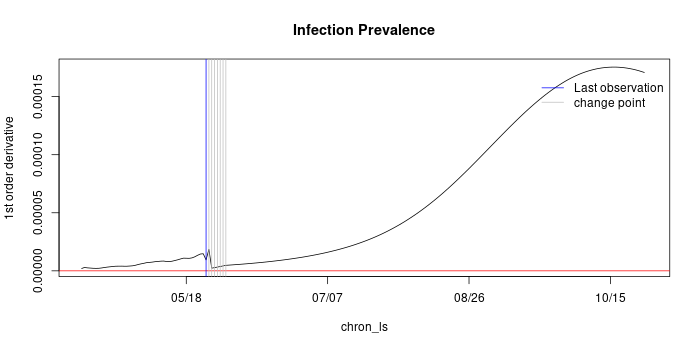 Infection Prevalence
1st order derivative
0.00015
0.00010
0.00005
0.00000
Last observation
change point
05/18
07/07
08/26
10/15
chron_ls